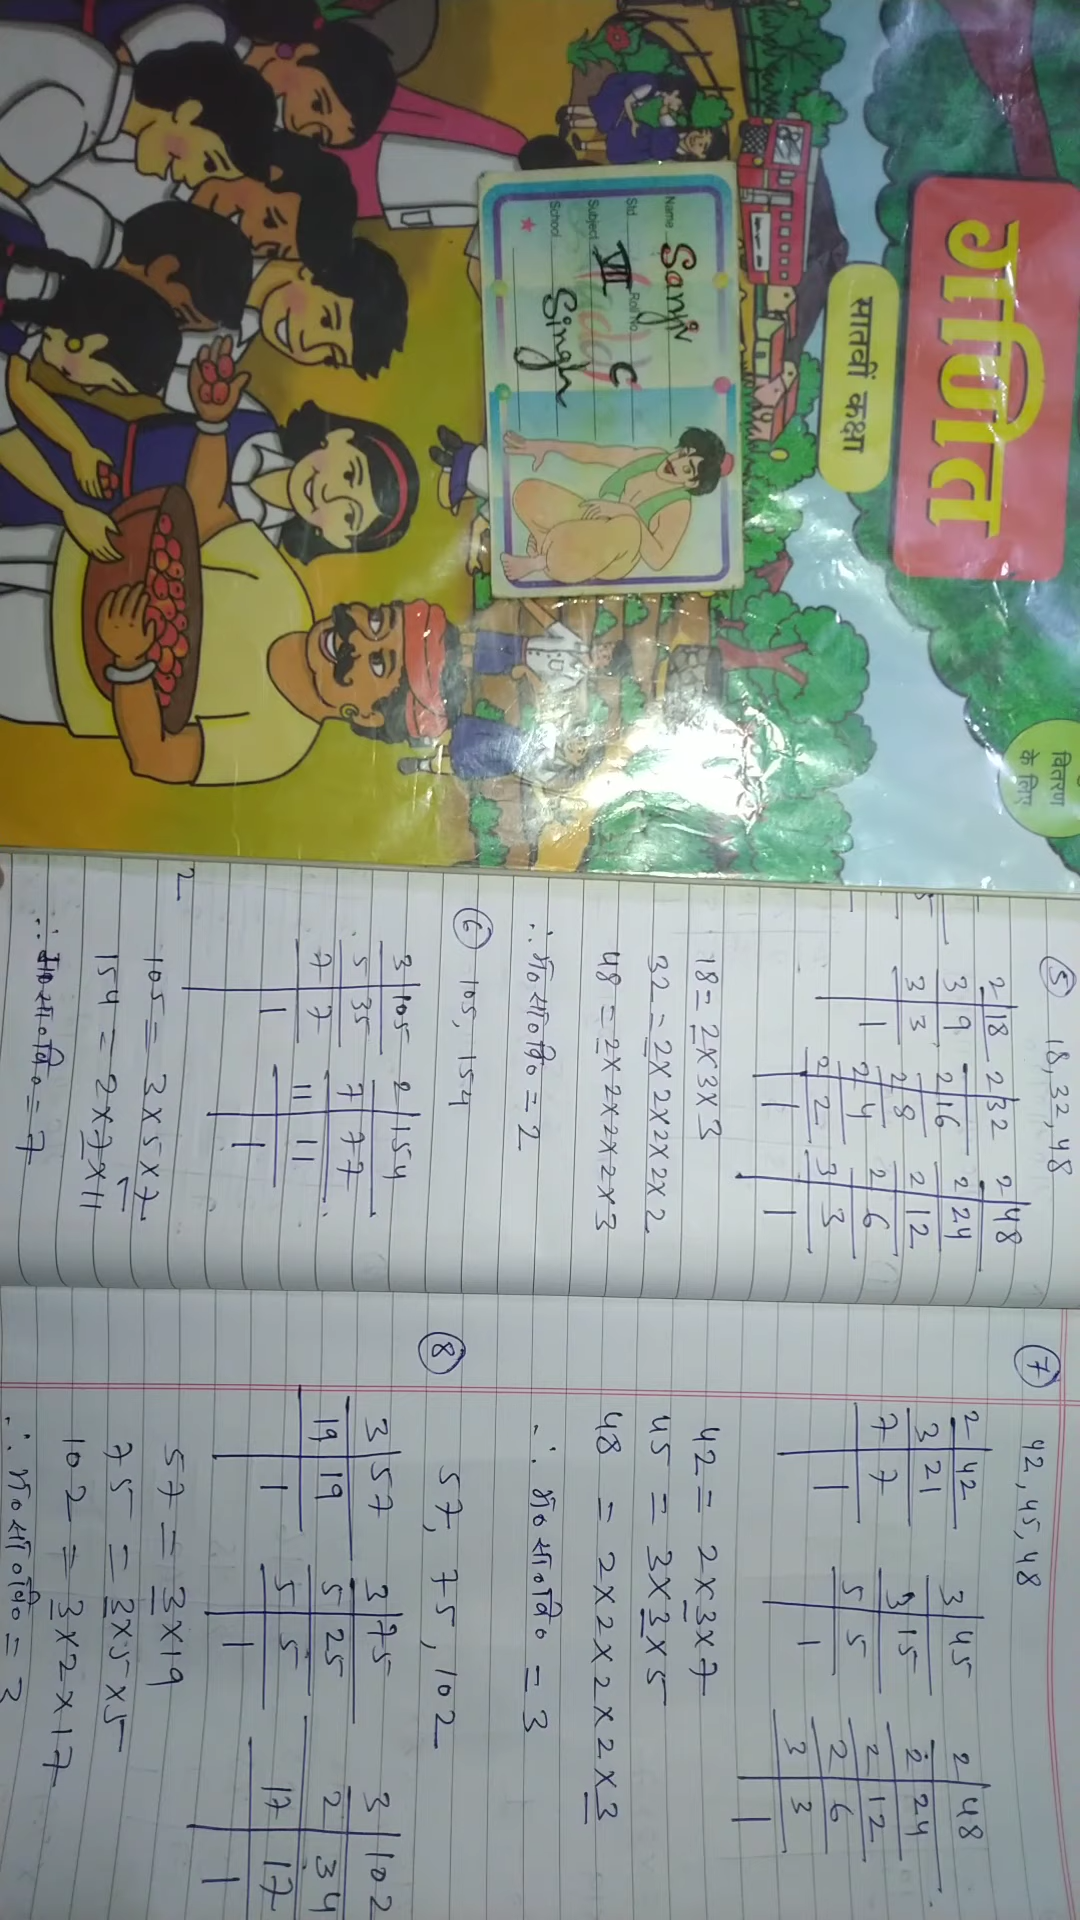 गणित
सातवीं कक्षा
वितरण
के लिए
Name Sanjiv
Std. VII Roll no. C
Subject
School Singh
⑤ 18, 32, 48
2|18 2|32 2|48
3|9 2|16 2|24
3|3 2|8 2|12
1 2|4 2|6
2|2 3|3
1 1
18 = 2×3×3
32 = 2×2×2×2×2
48 = 2×2×2×2×3
∴ म० सा० वि० = 2
⑥ 105, 154
3|105 2|154
5|35 7|77
7|7 11|11
1 1
105 = 3×5×7
154 = 2×7×11
∴ म० सा० वि० = 7
2
⑦ 42, 45, 48
2|42 3|45 2|48
3|21 3|15 2|24
7|7 5|5 2|12
1 1 2|6
3|3
1
42 = 2×3×7
45 = 3×3×5
48 = 2×2×2×2×3
∴ म० सा० वि० = 3
⑧ 57, 75, 102
3|57 3|75 3|102
19|19 5|25 2|34
1 5|5 17|17
1 1
57 = 3×19
75 = 3×5×5
102 = 3×2×17
∴ म० सा० वि० = 3